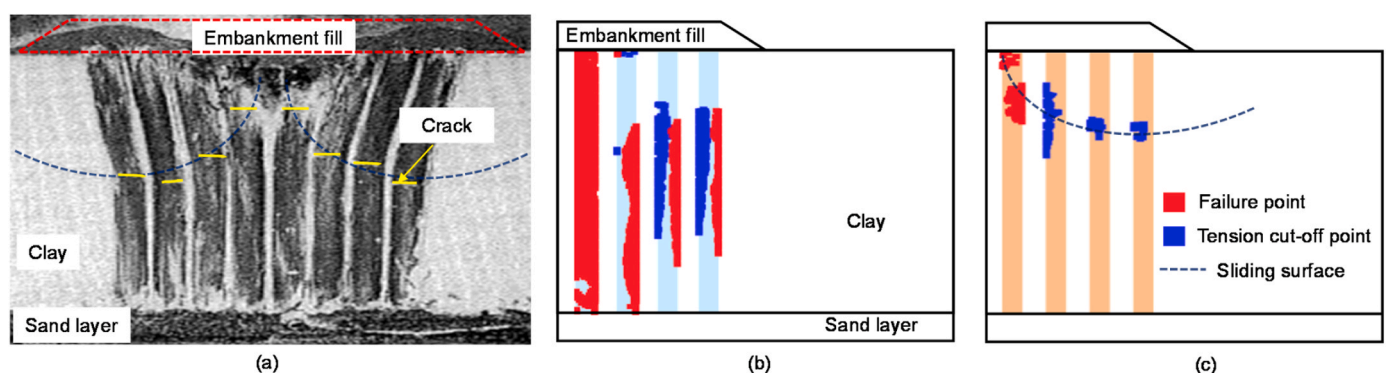 Embankment fill
Crack
Clay
Sand layer
(a)
Embankment fill
Clay
Sand layer
(b)
Failure point
Tension cut-off point
Sliding surface
(c)